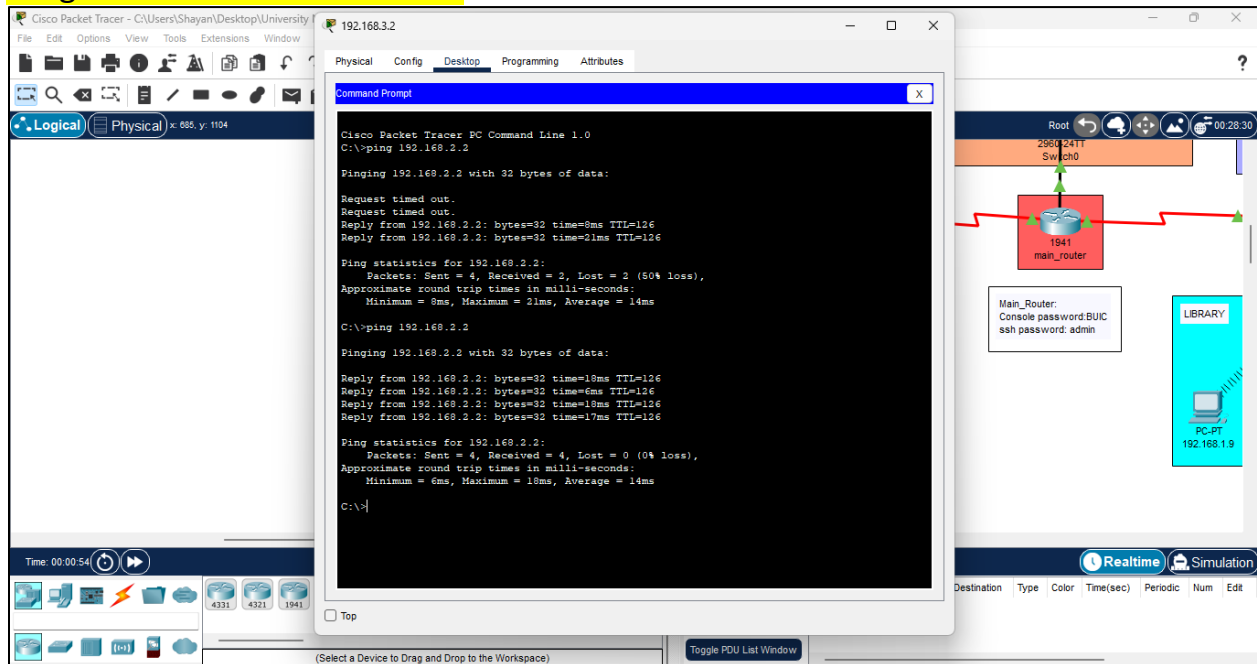 Cisco Packet Tracer - C:\Users\Shayan\Desktop\University
File Edit Options View Tools Extensions Window
Logical Physical x: 685, y: 1104
192.168.3.2
Physical Config Desktop Programming Attributes
Command Prompt
X
Cisco Packet Tracer PC Command Line 1.0
C:\>ping 192.168.2.2
Pinging 192.168.2.2 with 32 bytes of data:
Request timed out.
Request timed out.
Reply from 192.168.2.2: bytes=32 time=8ms TTL=126
Reply from 192.168.2.2: bytes=32 time=21ms TTL=126
Ping statistics for 192.168.2.2:
Packets: Sent = 4, Received = 2, Lost = 2 (50% loss),
Approximate round trip times in milli-seconds:
Minimum = 8ms, Maximum = 21ms, Average = 14ms
C:\>ping 192.168.2.2
Pinging 192.168.2.2 with 32 bytes of data:
Reply from 192.168.2.2: bytes=32 time=18ms TTL=126
Reply from 192.168.2.2: bytes=32 time=6ms TTL=126
Reply from 192.168.2.2: bytes=32 time=18ms TTL=126
Reply from 192.168.2.2: bytes=32 time=17ms TTL=126
Ping statistics for 192.168.2.2:
Packets: Sent = 4, Received = 4, Lost = 0 (0% loss),
Approximate round trip times in milli-seconds:
Minimum = 6ms, Maximum = 18ms, Average = 14ms
C:\>
Top
?
Root 00:28:30
2960-24TT
Switch0
1941
main_router
Main_Router:
Console password:BUIC
ssh password: admin
LIBRARY
PC-PT
192.168.1.9
Time: 00:00:54
Realtime Simulation
4331 4321 1941
Destination Type Color Time(sec) Periodic Num Edit
Toggle PDU List Window
(Select a Device to Drag and Drop to the Workspace)